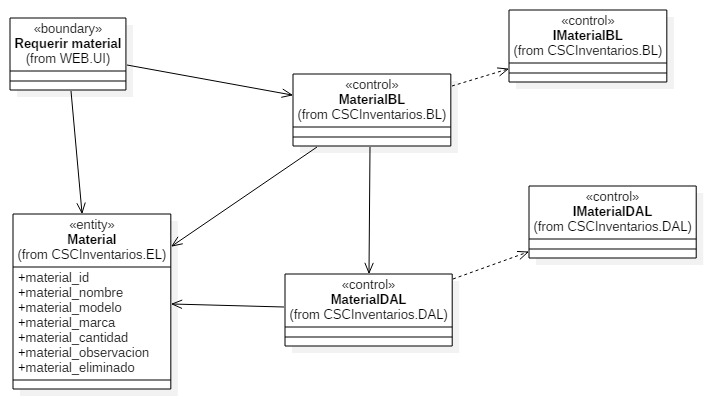 «boundary»
Requerir material
(from WEB.UI)
«control»
IMaterialBL
(from CSCInventarios.BL)
«control»
MaterialBL
(from CSCInventarios.BL)
«entity»
Material
(from CSCInventarios.EL)
+material_id
+material_nombre
+material_modelo
+material_marca
+material_cantidad
+material_observacion
+material_eliminado
«control»
IMaterialDAL
(from CSCInventarios.DAL)
«control»
MaterialDAL
(from CSCInventarios.DAL)